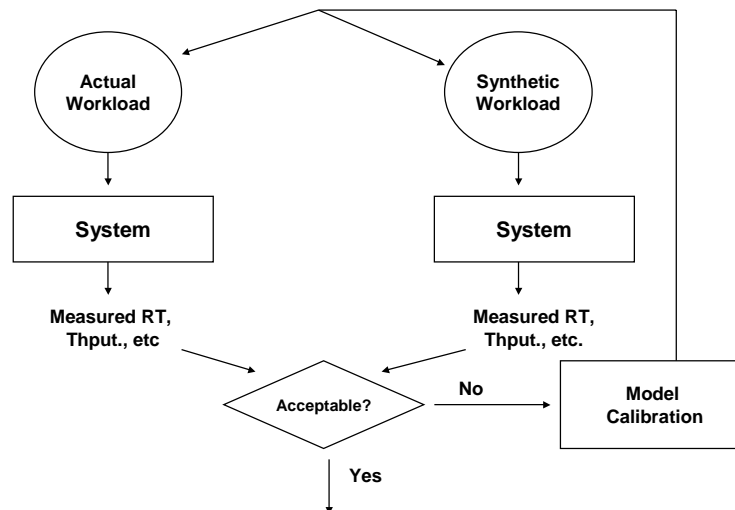 Actual
Workload
Synthetic
Workload
System
System
Measured RT,
Thput., etc
Measured RT,
Thput., etc.
Acceptable?
No
Model
Calibration
Yes